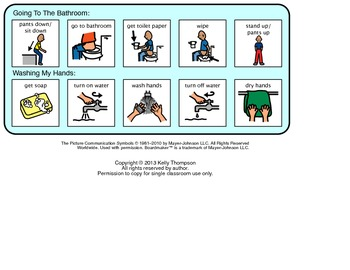 Going To The Bathroom:
pants down/ sit down
go to bathroom
get toilet paper
wipe
stand up/ pants up
Washing My Hands:
get soap
turn on water
wash hands
turn off water
dry hands
The Picture Communication Symbols © 1981–2010 by Mayer-Johnson LLC. All Rights Reserved
Worldwide. Used with permission. Boardmaker™ is a trademark of Mayer-Johnson LLC.
Copyright © 2013 Kelly Thompson
All rights reserved by author.
Permission to copy for single classroom use only.